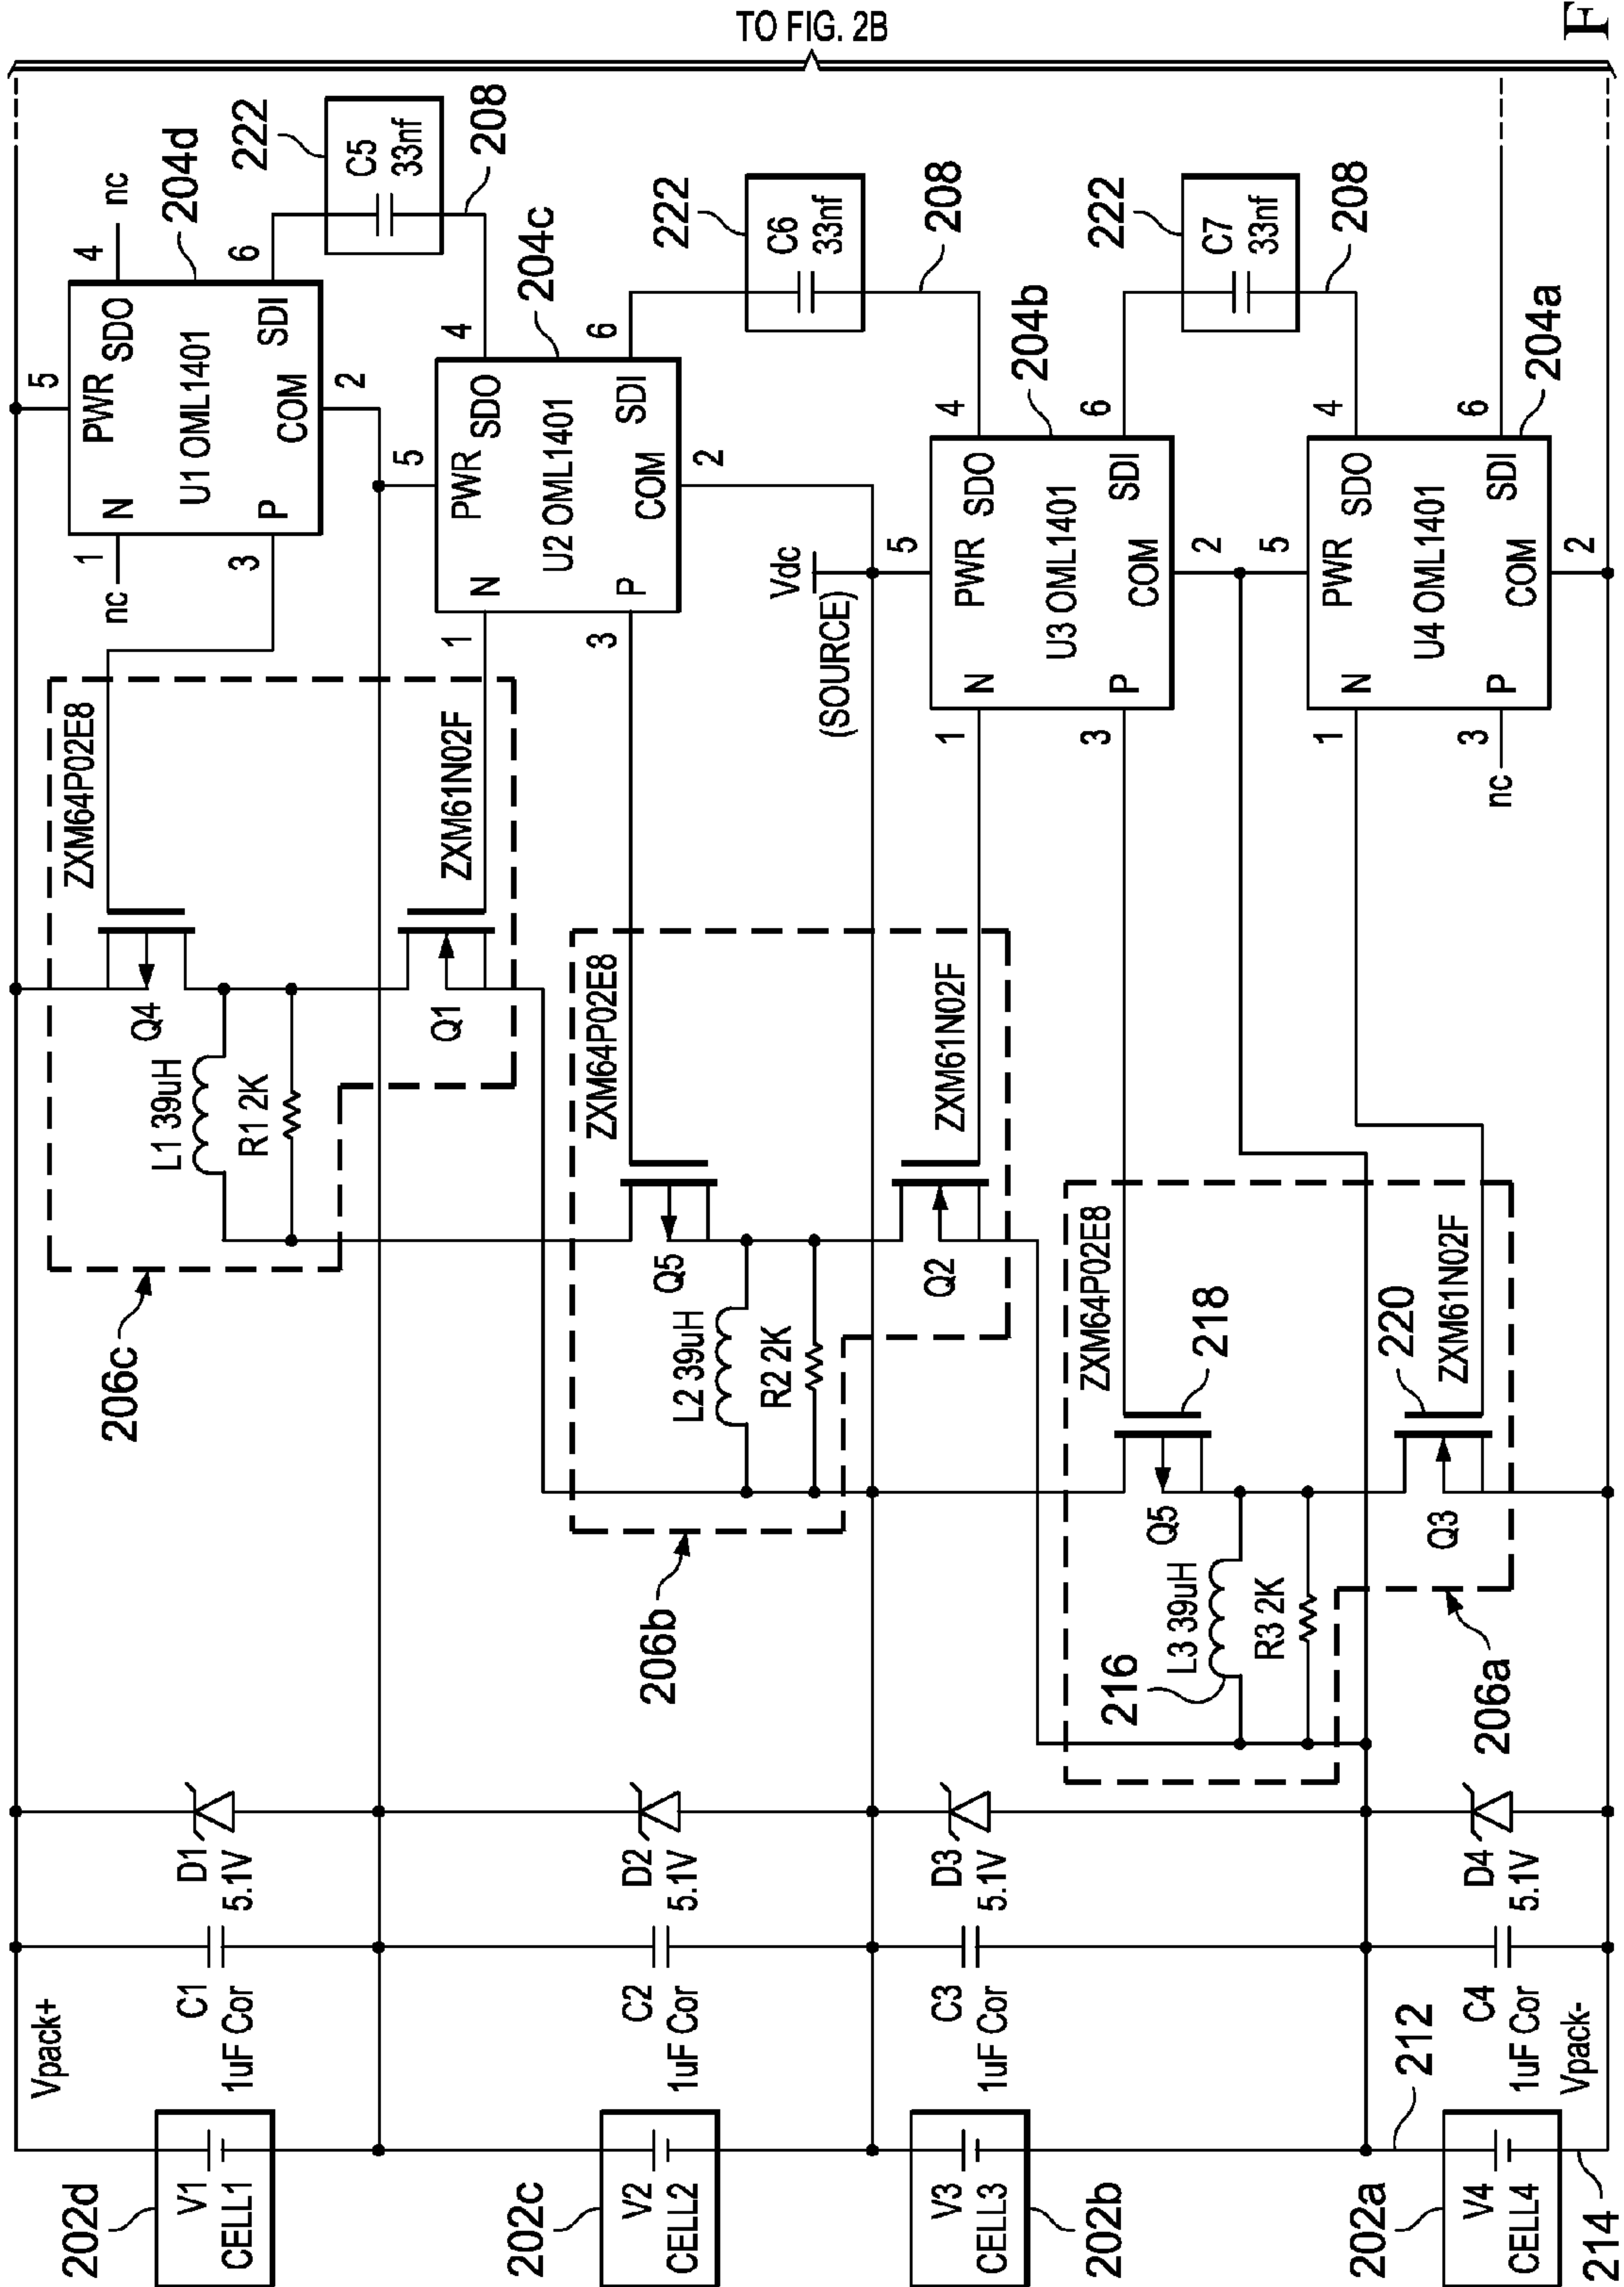 TO FIG. 2B
F
Vpack+
202d
V1
CELL1
C1
1uF Cor
D1
5.1V
206c
L1 39uH
R1 2K
Q4
Q1
ZXM64P02E8
ZXM61N02F
nc
1
3
N
P
U1 OML1401
PWR
5
SDO
4
nc
SDI
6
COM
2
204d
222
C5
33nf
208
202c
V2
CELL2
C2
1uF Cor
D2
5.1V
206b
L2 39uH
R2 2K
Q5
Q2
ZXM64P02E8
ZXM61N02F
1
3
N
P
U2 OML1401
PWR
5
SDO
4
SDI
6
COM
2
204c
222
C6
33nf
208
Vdc
(SOURCE)
202b
V3
CELL3
C3
1uF Cor
D3
5.1V
1
3
N
P
U3 OML1401
PWR
5
SDO
4
SDI
6
COM
2
204b
222
C7
33nf
208
216
L3 39uH
R3 2K
Q5
Q3
ZXM64P02E8
218
220
ZXM61N02F
206a
202a
V4
CELL4
212
214
C4
1uF Cor
Vpack-
D4
5.1V
1
3
nc
N
P
U4 OML1401
PWR
5
SDO
4
SDI
6
COM
2
204a